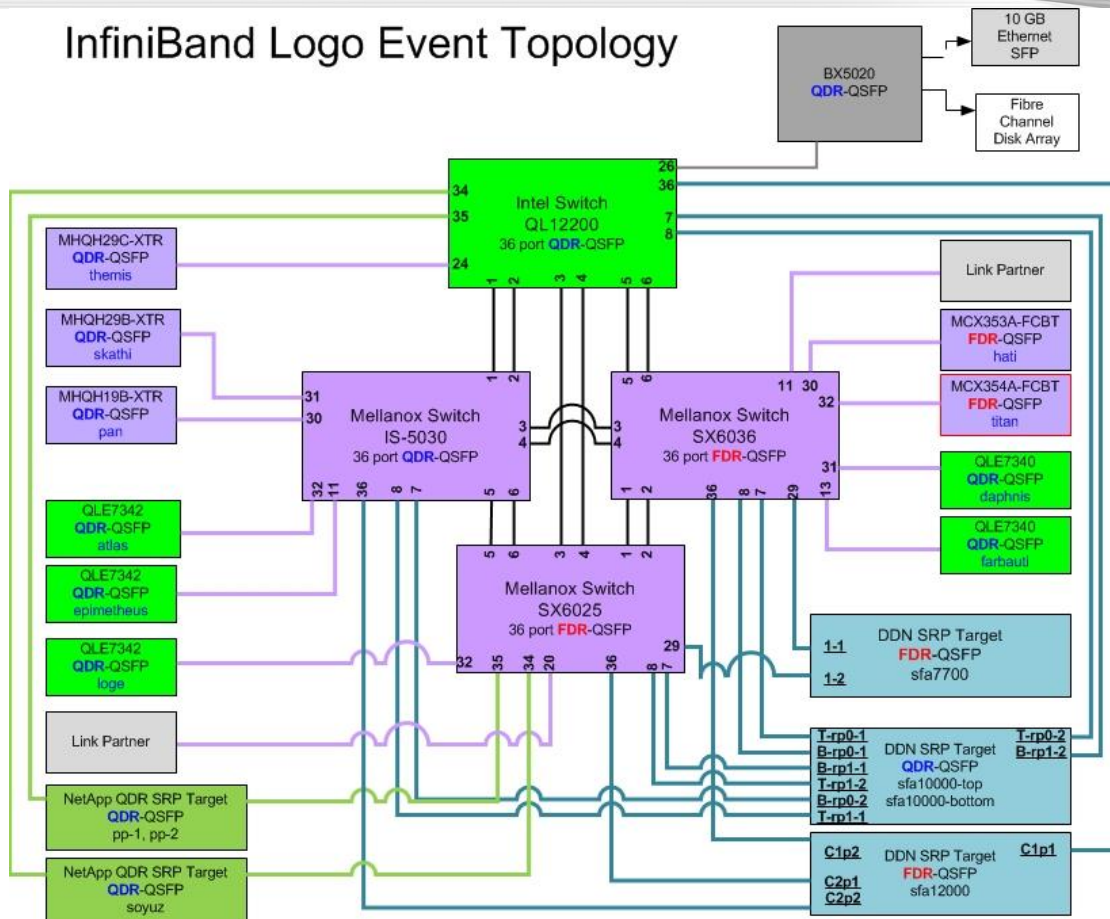 InfiniBand Logo Event Topology
10 GB
Ethernet
SFP
BX5020
QDR-QSFP
Fibre
Channel
Disk Array
26
36
34
35
24
7
8
Intel Switch
QL12200
36 port QDR-QSFP
1
2
3
4
5
6
MHQH29C-XTR
QDR-QSFP
themis
MHQH29B-XTR
QDR-QSFP
skathi
MHQH19B-XTR
QDR-QSFP
pan
Link Partner
MCX353A-FCBT
FDR-QSFP
hati
MCX354A-FCBT
FDR-QSFP
titan
QLE7340
QDR-QSFP
daphnis
QLE7340
QDR-QSFP
farbauti
1
2
31
30
Mellanox Switch
IS-5030
36 port QDR-QSFP
3
4
32
11
36
8
7
5
6
5
6
11
30
32
3
4
Mellanox Switch
SX6036
36 port FDR-QSFP
31
13
36
8
7
29
1
2
QLE7342
QDR-QSFP
atlas
QLE7342
QDR-QSFP
epimetheus
QLE7342
QDR-QSFP
loge
Link Partner
5
6
3
4
1
2
Mellanox Switch
SX6025
36 port FDR-QSFP
29
32
35
34
20
36
8
7
1-1
1-2
DDN SRP Target
FDR-QSFP
sfa7700
T-rp0-1
B-rp0-1
B-rp1-1
T-rp1-2
B-rp0-2
T-rp1-1
DDN SRP Target
QDR-QSFP
sfa10000-top
sfa10000-bottom
T-rp0-2
B-rp1-2
NetApp QDR SRP Target
QDR-QSFP
pp-1, pp-2
NetApp QDR SRP Target
QDR-QSFP
soyuz
C1p2
C2p1
C2p2
DDN SRP Target
FDR-QSFP
sfa12000
C1p1